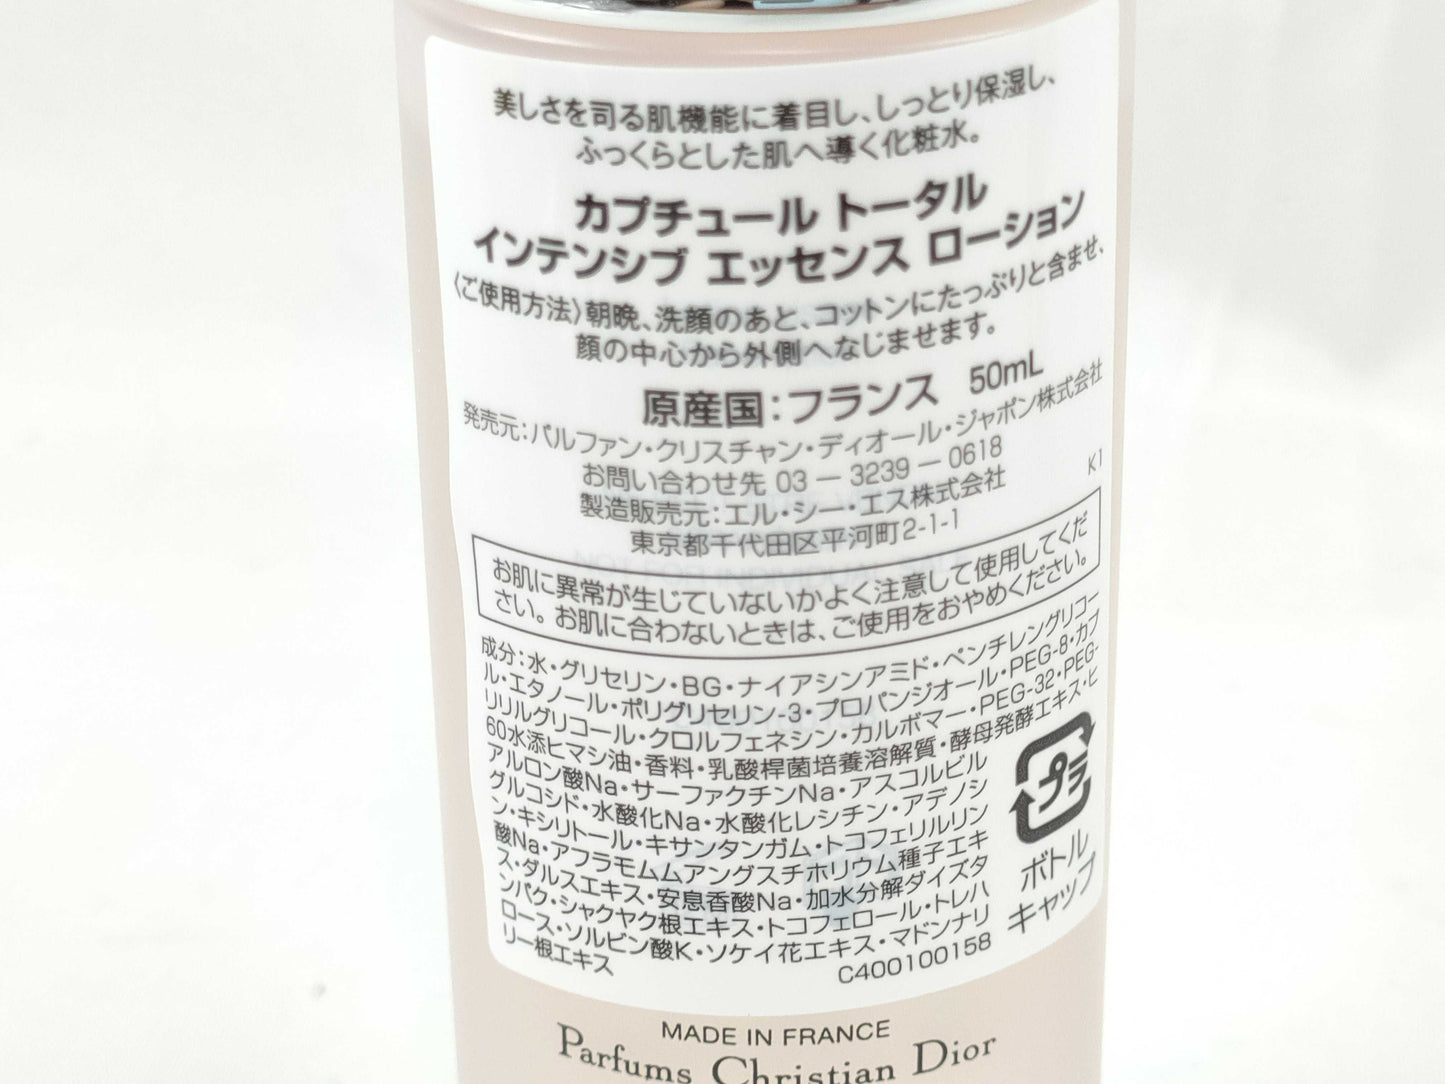 美しさを司る肌機能に着目し、しっとり保湿し、
ふっくらとした肌へ導く化粧水。
カプチュール トータル
インテンシブ エッセンス ローション
〈ご使用方法〉朝晩、洗顔のあと、コットンにたっぷりと含ませ、
顔の中心から外側へなじませます。
原産国：フランス 50mL
発売元：パルファン・クリスチャン・ディオール・ジャポン株式会社
お問い合わせ先 03 — 3239 — 0618
製造販売元：エル・シー・エス株式会社
東京都千代田区平河町2-1-1
K1
お肌に異常が生じていないかよく注意して使用してくだ
さい。お肌に合わないときは、ご使用をおやめください。
成分：水・グリセリン・BG・ナイアシンアミド・ペンチレングリコー
ル・エタノール・ポリグリセリン-3・プロパンジオール・PEG-8・カプ
リリルグリコール・クロルフェネシン・カルボマー・PEG-32・PEG-
60水添ヒマシ油・香料・乳酸桿菌培養溶解質・酵母発酵エキス・ヒ
アルロン酸Na・サーファクチンNa・アスコルビル
グルコシド・水酸化Na・水酸化レシチン・アデノシ
ン・キシリトール・キサンタンガム・トコフェリルリン
酸Na・アフラモムムアングスチホリウム種子エキ
ス・ダルスエキス・安息香酸Na・加水分解ダイズタ
ンパク・シャクヤク根エキス・トコフェロール・トレハ
ロース・ソルビン酸K・ソケイ花エキス・マドンナリ
リー根エキス
C400100158
プラ
ボトル
キャップ
MADE IN FRANCE
Parfums Christian Dior